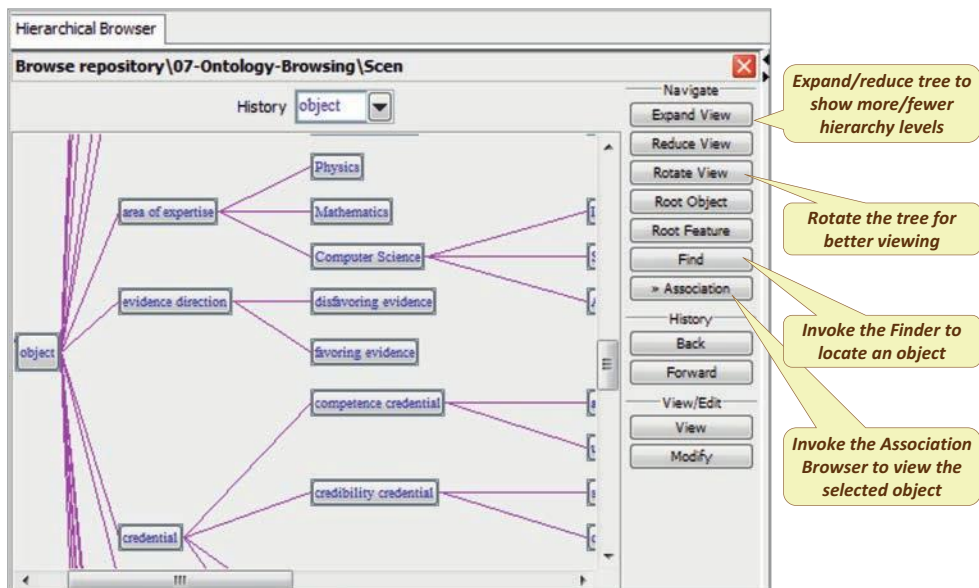 Hierarchical Browser
Browse repository\07-Ontology-Browsing\Scen
History object
Physics
area of expertise
Mathematics
Computer Science
evidence direction
disfavoring evidence
object
favoring evidence
competence credential
credibility credential
credential
Navigate
Expand View
Reduce View
Rotate View
Root Object
Root Feature
Find
» Association
History
Back
Forward
View/Edit
View
Modify
Expand/reduce tree to
show more/fewer
hierarchy levels
Rotate the tree for
better viewing
Invoke the Finder to
locate an object
Invoke the Association
Browser to view the
selected object